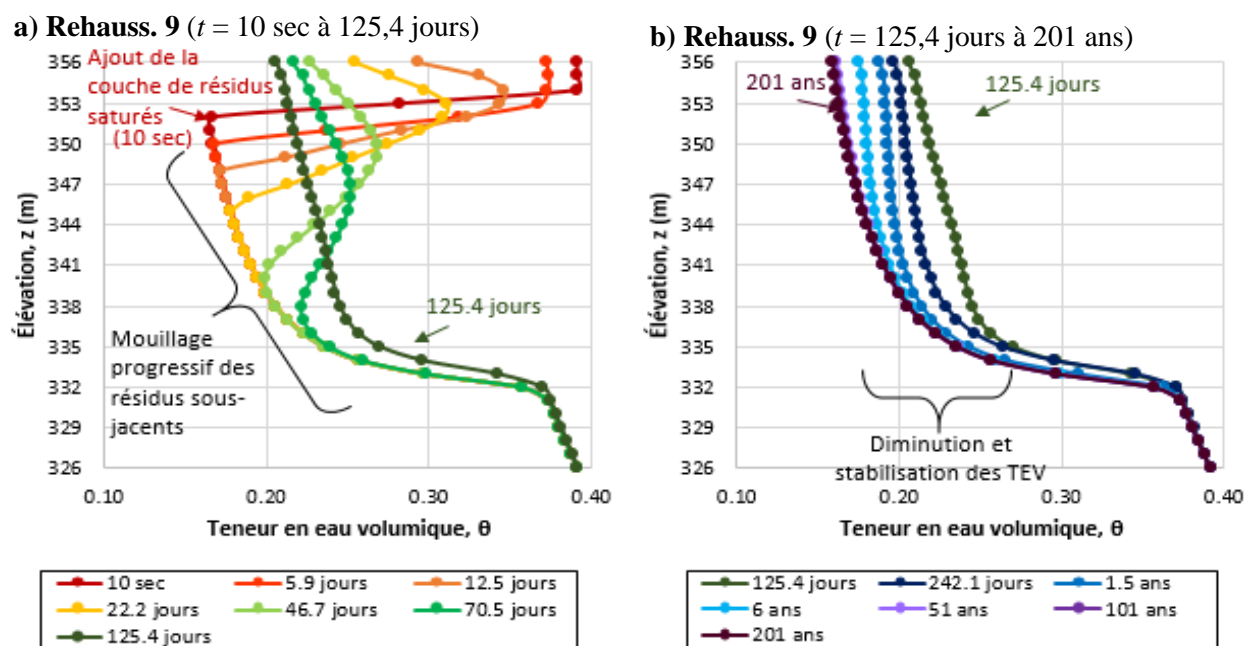 a) Rehauss. 9 (t = 10 sec à 125,4 jours)
Ajout de la
couche de résidus
saturés
(10 sec)
Mouillage
progressif des
résidus sous-
jacents
125.4 jours
Élévation, z (m)
356
353
350
347
344
341
338
335
332
329
326
0.10
0.20
0.30
0.40
Teneur en eau volumique, θ
10 sec
5.9 jours
12.5 jours
22.2 jours
46.7 jours
70.5 jours
125.4 jours
b) Rehauss. 9 (t = 125,4 jours à 201 ans)
201 ans
125.4 jours
Diminution et
stabilisation des TEV
Élévation, z (m)
356
353
350
347
344
341
338
335
332
329
326
0.10
0.20
0.30
0.40
Teneur en eau volumique, θ
125.4 jours
242.1 jours
1.5 ans
6 ans
51 ans
101 ans
201 ans